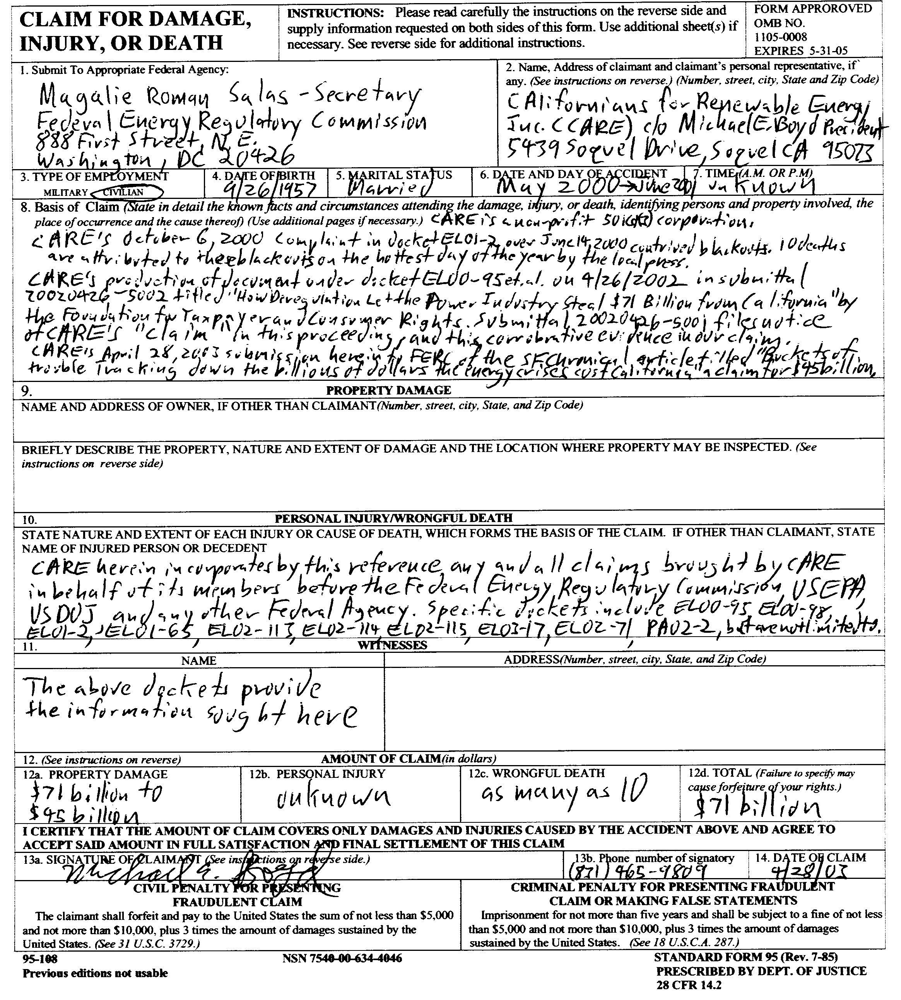 CLAIM FOR DAMAGE,
INJURY, OR DEATH
INSTRUCTIONS: Please read carefully the instructions on the reverse side and
supply information requested on both sides of this form. Use additional sheet(s) if
necessary. See reverse side for additional instructions.
FORM APPROROVED
OMB NO.
1105-0008
EXPIRES 5-31-05
1. Submit To Appropriate Federal Agency:
Magalie Roman Salas - Secretary
Federal Energy Regulatory Commission
888 First Street, N.E.
Washington, DC 20426
2. Name, Address of claimant and claimant's personal representative, if
any. (See instructions on reverse.) (Number, street, city, State and Zip Code)
CAlifornians for Renewable Energy
Inc. (CARE) c/o Michael E. Boyd President
5439 Soquel Drive, Soquel CA 95073
3. TYPE OF EMPLOYMENT
MILITARY CIVILIAN
4. DATE OF BIRTH
9/26/1957
5. MARITAL STATUS
Married
6. DATE AND DAY OF ACCIDENT
May 2000→June 2001
7. TIME (A.M. OR P.M)
unknown
8. Basis of Claim (State in detail the known facts and circumstances attending the damage, injury, or death, identifying persons and property involved, the
place of occurrence and the cause thereof) (Use additional pages if necessary.) CARE is a non-profit 501(c)(3) corporation.
CARE's October 6, 2000 Complaint in docket EL01-2, over June 14, 2000 contrived blackouts. 10 deaths
are attributed to these blackouts on the hottest day of the year by the local press.
CARE's production of document under docket EL00-95 et. al. on 4/26/2002 in submittal
20020426-5002 titled "How Deregulation Let the Power Industry Steal $71 Billion from California" by
the Foundation for Taxpayer and Consumer Rights. Submittal 20020426-5001 files notice
of CARE'S "claim" in this proceeding, and this corrobrative evidence in our claim.
CARE's April 28, 2003 submission herein to FERC of the SF Chronical article titled "Buckets of
trouble Tracking down the billions of dollars the energy crises cost California" a claim for $45 billion.
9.
PROPERTY DAMAGE
NAME AND ADDRESS OF OWNER, IF OTHER THAN CLAIMANT(Number, street, city, State, and Zip Code)
BRIEFLY DESCRIBE THE PROPERTY, NATURE AND EXTENT OF DAMAGE AND THE LOCATION WHERE PROPERTY MAY BE INSPECTED. (See
instructions on reverse side)
10.
PERSONAL INJURY/WRONGFUL DEATH
STATE NATURE AND EXTENT OF EACH INJURY OR CAUSE OF DEATH, WHICH FORMS THE BASIS OF THE CLAIM. IF OTHER THAN CLAIMANT, STATE
NAME OF INJURED PERSON OR DECEDENT
CARE herein incorporates by this reference any and all claims brought by CARE
in behalf of its members before the Federal Energy Regulatory Commission, USEPA,
USDOJ, and any other Federal Agency. Specific dockets include EL00-95, EL00-98,
EL01-2, EL01-65, EL02-113, EL02-114, EL02-115, EL03-17, EL02-71, PA02-2, but are not limited to.
11.
WITNESSES
NAME
ADDRESS(Number, street, city, State, and Zip Code)
The above dockets provide
the information sought here
12. (See instructions on reverse)
AMOUNT OF CLAIM(in dollars)
12a. PROPERTY DAMAGE
$71 billion to
$45 billion
12b. PERSONAL INJURY
unknown
12c. WRONGFUL DEATH
as many as 10
12d. TOTAL (Failure to specify may
cause forfeiture of your rights.)
$71 billion
I CERTIFY THAT THE AMOUNT OF CLAIM COVERS ONLY DAMAGES AND INJURIES CAUSED BY THE ACCIDENT ABOVE AND AGREE TO
ACCEPT SAID AMOUNT IN FULL SATISFACTION AND FINAL SETTLEMENT OF THIS CLAIM
13a. SIGNATURE OF CLAIMANT (See instructions on reverse side.)
Michael E. Boyd
13b. Phone number of signatory
(831) 465-9809
14. DATE OF CLAIM
4/28/03
CIVIL PENALTY FOR PRESENTING
FRAUDULENT CLAIM
The claimant shall forfeit and pay to the United States the sum of not less than $5,000
and not more than $10,000, plus 3 times the amount of damages sustained by the
United States. (See 31 U.S.C. 3729.)
CRIMINAL PENALTY FOR PRESENTING FRAUDULENT
CLAIM OR MAKING FALSE STATEMENTS
Imprisonment for not more than five years and shall be subject to a fine of not less
than $5,000 and not more than $10,000, plus 3 times the amount of damages
sustained by the United States. (See 18 U.S.C.A. 287.)
95-108
Previous editions not usable
NSN 7540-00-634-4046
STANDARD FORM 95 (Rev. 7-85)
PRESCRIBED BY DEPT. OF JUSTICE
28 CFR 14.2